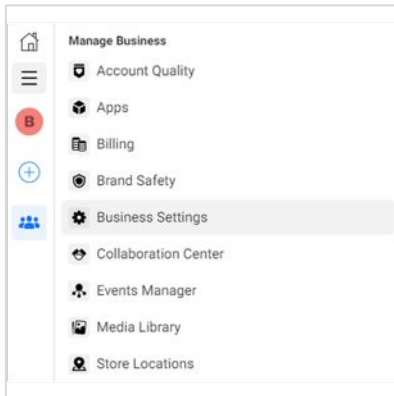 Manage Business
Account Quality
Apps
B
Billing
Brand Safety
Business Settings
Collaboration Center
Events Manager
Media Library
Store Locations